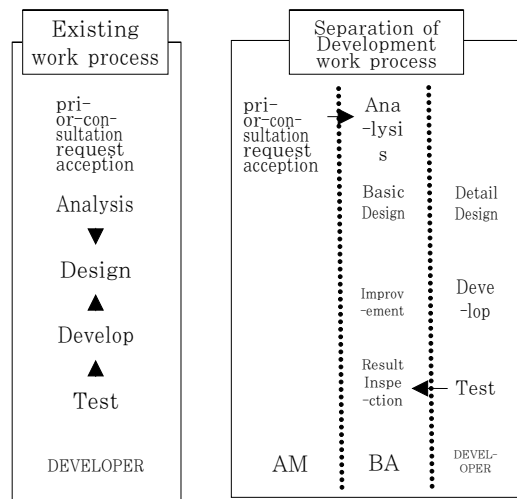 Existing
work process
pri-
or-con-
sultation
request
acception
Analysis
Design
Develop
Test
DEVELOPER
Separation of
Development
work process
pri-
or-con-
sultation
request
acception
Ana
-lysi
s
Basic
Design
Detail
Design
Improv
-ement
Deve
-lop
Result
Inspe
-ction
Test
AM
BA
DEVEL-
OPER